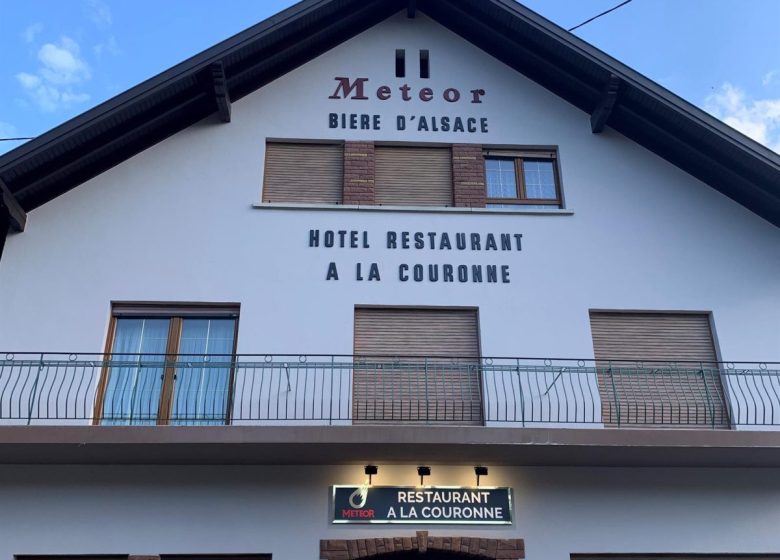 Meteor
BIERE D'ALSACE
HOTEL RESTAURANT
A LA COURONNE
METEOR
RESTAURANT
A LA COURONNE